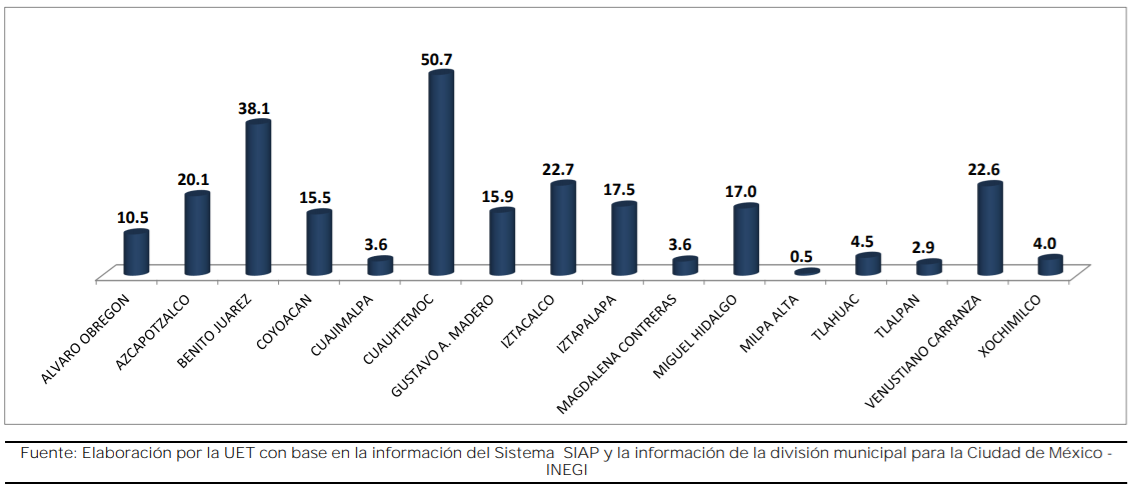 50.7
38.1
20.1
22.7
22.6
10.5
15.5
15.9
17.5
17.0
3.6
3.6
0.5
4.5
2.9
4.0
ALVARO OBREGON
AZCAPOTZALCO
BENITO JUAREZ
COYOACAN
CUAJIMALPA
CUAUHTEMOC
GUSTAVO A. MADERO
IZTACALCO
IZTAPALAPA
MAGDALENA CONTRERAS
MIGUEL HIDALGO
MILPA ALTA
TLAHUAC
TLALPAN
VENUSTIANO CARRANZA
XOCHIMILCO
Fuente: Elaboración por la UET con base en la información del Sistema SIAP y la información de la división municipal para la Ciudad de México -
INEGI